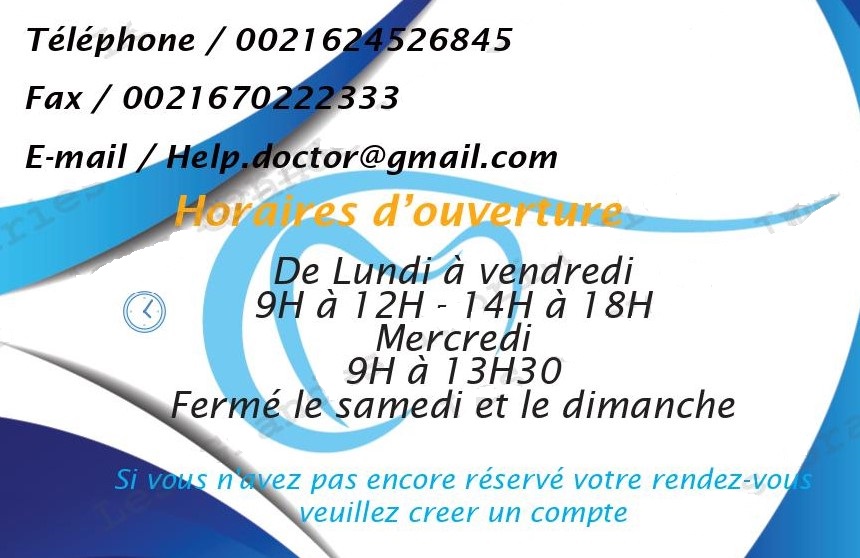 Téléphone / 0021624526845
Fax / 0021670222333
E-mail / Help.doctor@gmail.com
Horaires d'ouverture
De Lundi à vendredi
9H à 12H - 14H à 18H
Mercredi
9H à 13H30
Fermé le samedi et le dimanche
Si vous n'avez pas encore réservé votre rendez-vous
veuillez creer un compte